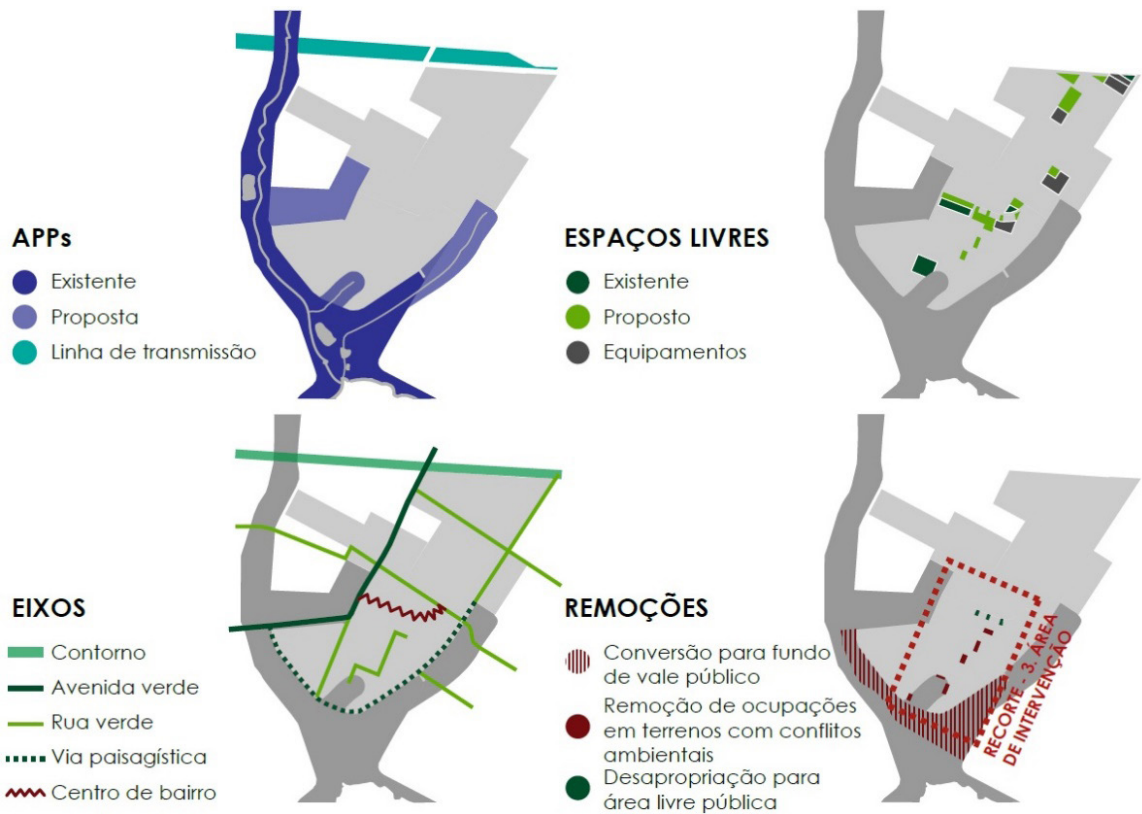 APPs
Existente
Proposta
Linha de transmissão
ESPAÇOS LIVRES
Existente
Proposto
Equipamentos
EIXOS
Contorno
Avenida verde
Rua verde
Via paisagística
Centro de bairro
REMOÇÕES
Conversão para fundo
de vale público
Remoção de ocupações
em terrenos com conflitos
ambientais
Desapropriação para
área livre pública
RECORTE - 3. ÁREA
DE INTERVENÇÃO